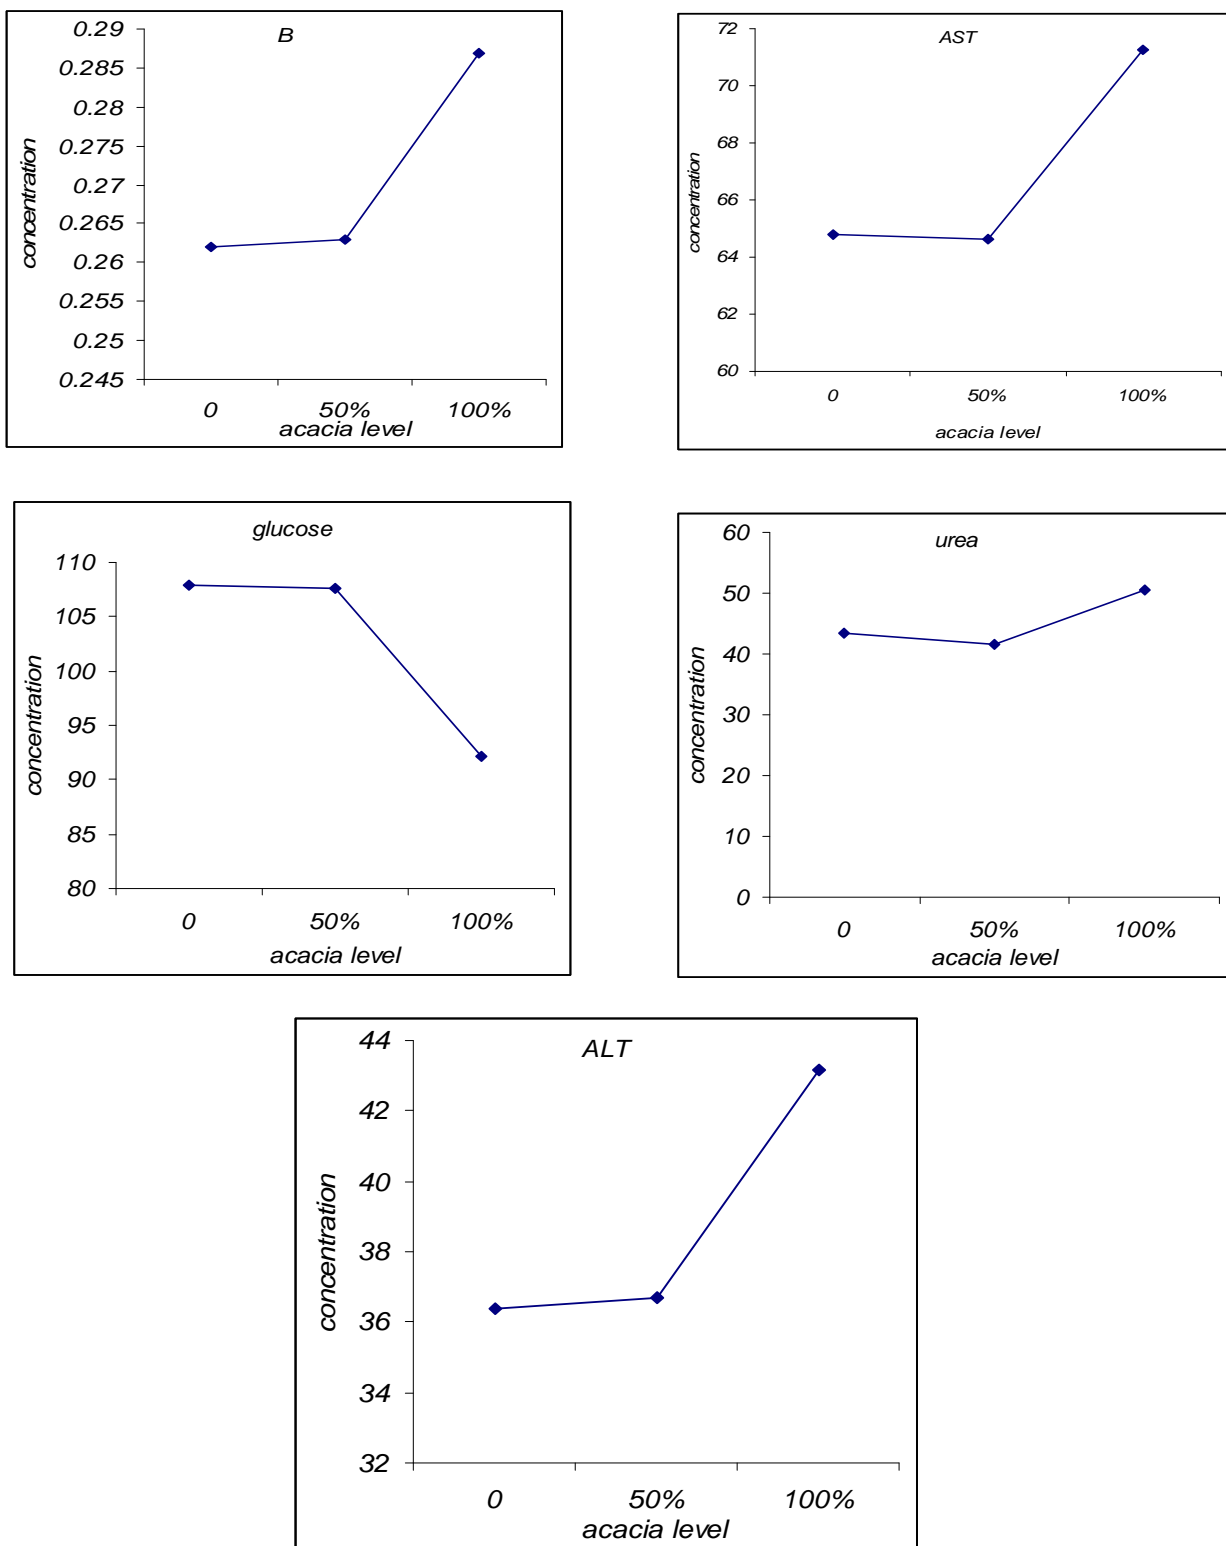 B
0.29
0.285
0.28
0.275
0.27
0.265
0.26
0.255
0.25
0.245
concentration
0 50% 100%
acacia level
AST
72
70
68
66
64
62
60
concentration
0 50% 100%
acacia level
glucose
110
105
100
95
90
85
80
concentration
0 50% 100%
acacia level
urea
60
50
40
30
20
10
0
concentration
0 50% 100%
acacia level
ALT
44
42
40
38
36
34
32
concentration
0 50% 100%
acacia level